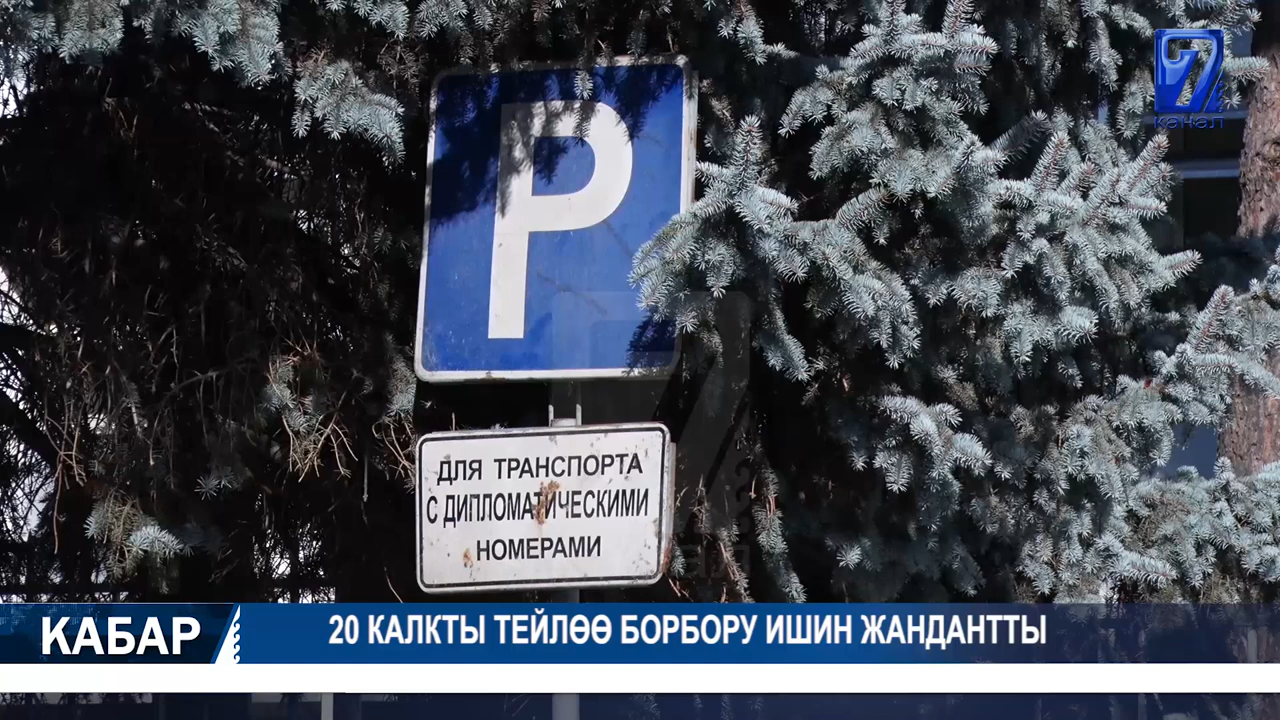 7
канал
P
ДЛЯ ТРАНСПОРТА
С ДИПЛОМАТИЧЕСКИМИ
НОМЕРАМИ
КАБАР
20 КАЛКТЫ ТЕЙЛӨӨ БОРБОРУ ИШИН ЖАНДАНТТЫ